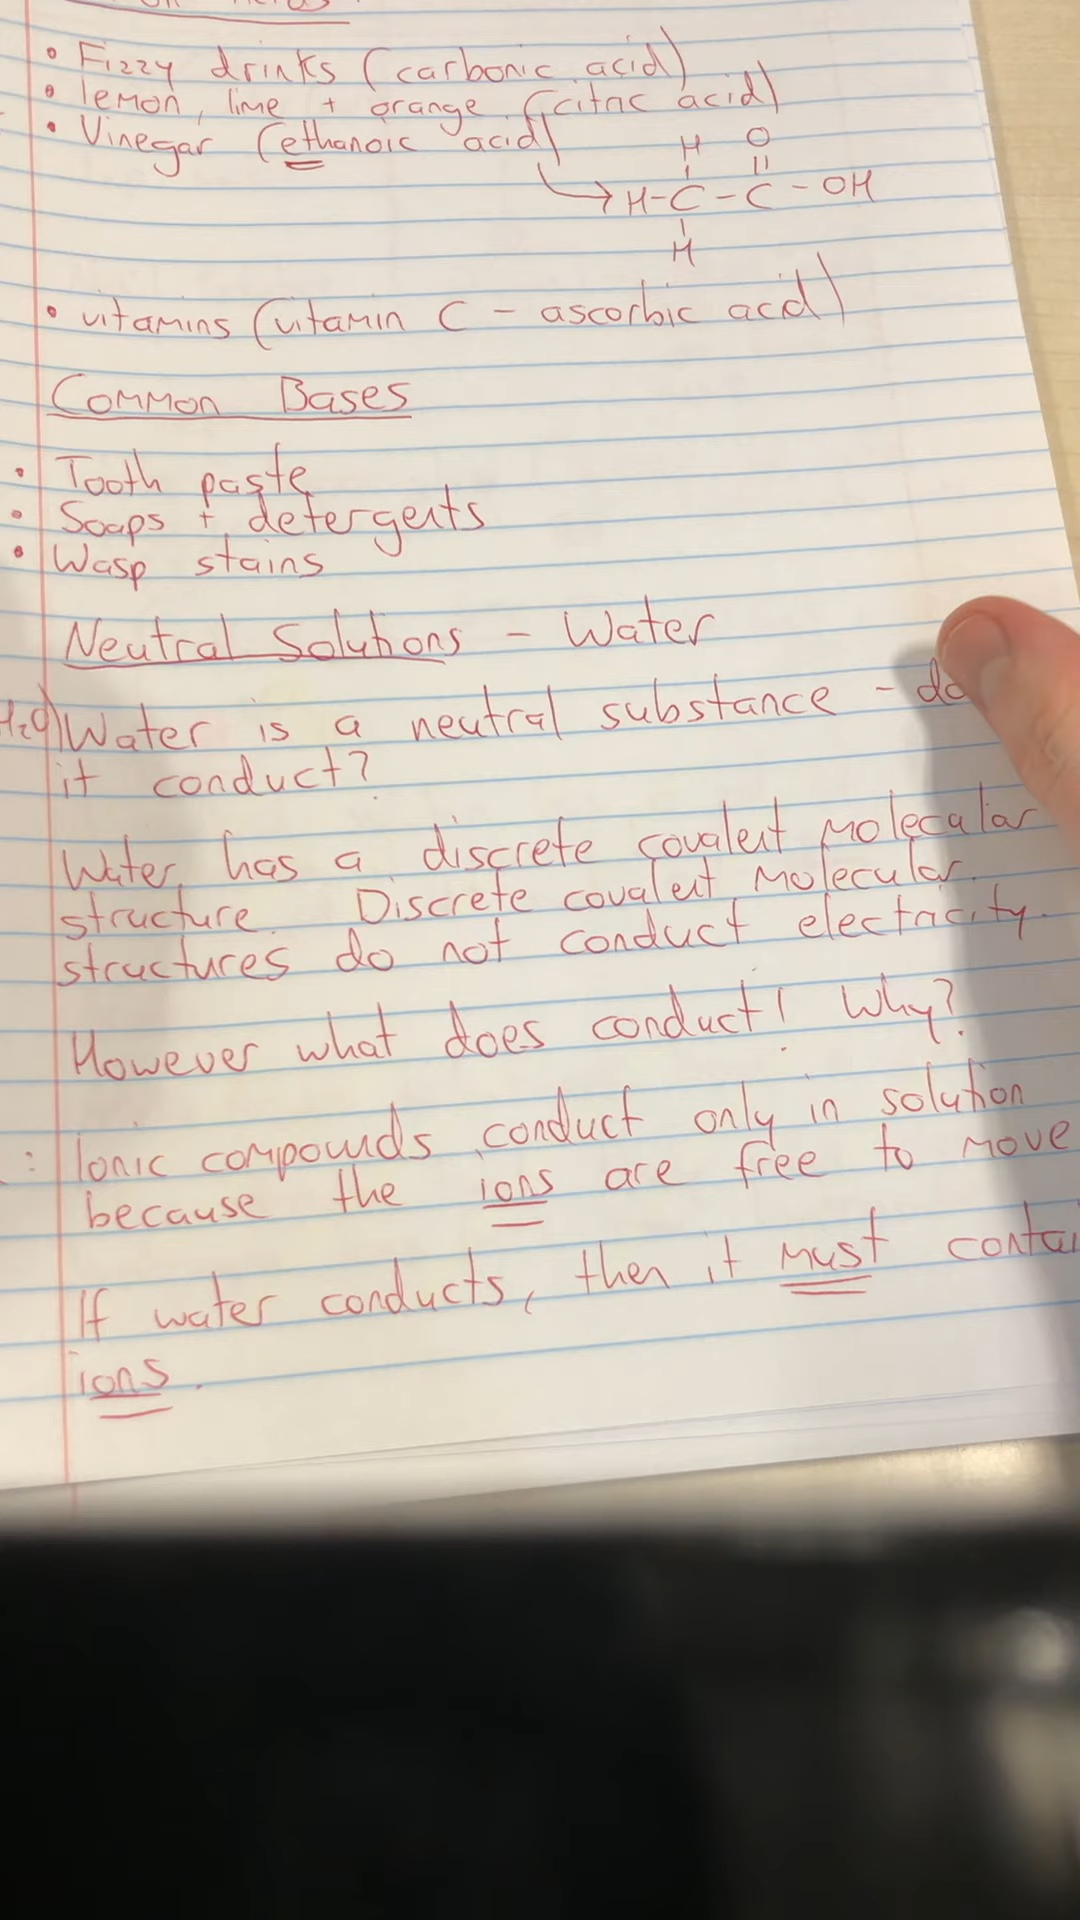 • Fizzy drinks (carbonic acid)
• lemon, lime + orange (citric acid)
• Vinegar (ethanoic acid)
H O
| ||
H-C-C-OH
|
H
• vitamins (vitamin C - ascorbic acid)
Common Bases
• Tooth paste
• Soaps + detergents
• Wasp stains
Neutral Solutions - Water
Water is a neutral substance -
it conduct?
Water has a discrete covalent molecular
structure. Discrete covalent molecular
structures do not conduct electricity.
However what does conduct! Why?
: Ionic compounds conduct only in solution
because the ions are free to move
If water conducts, then it must
ions.